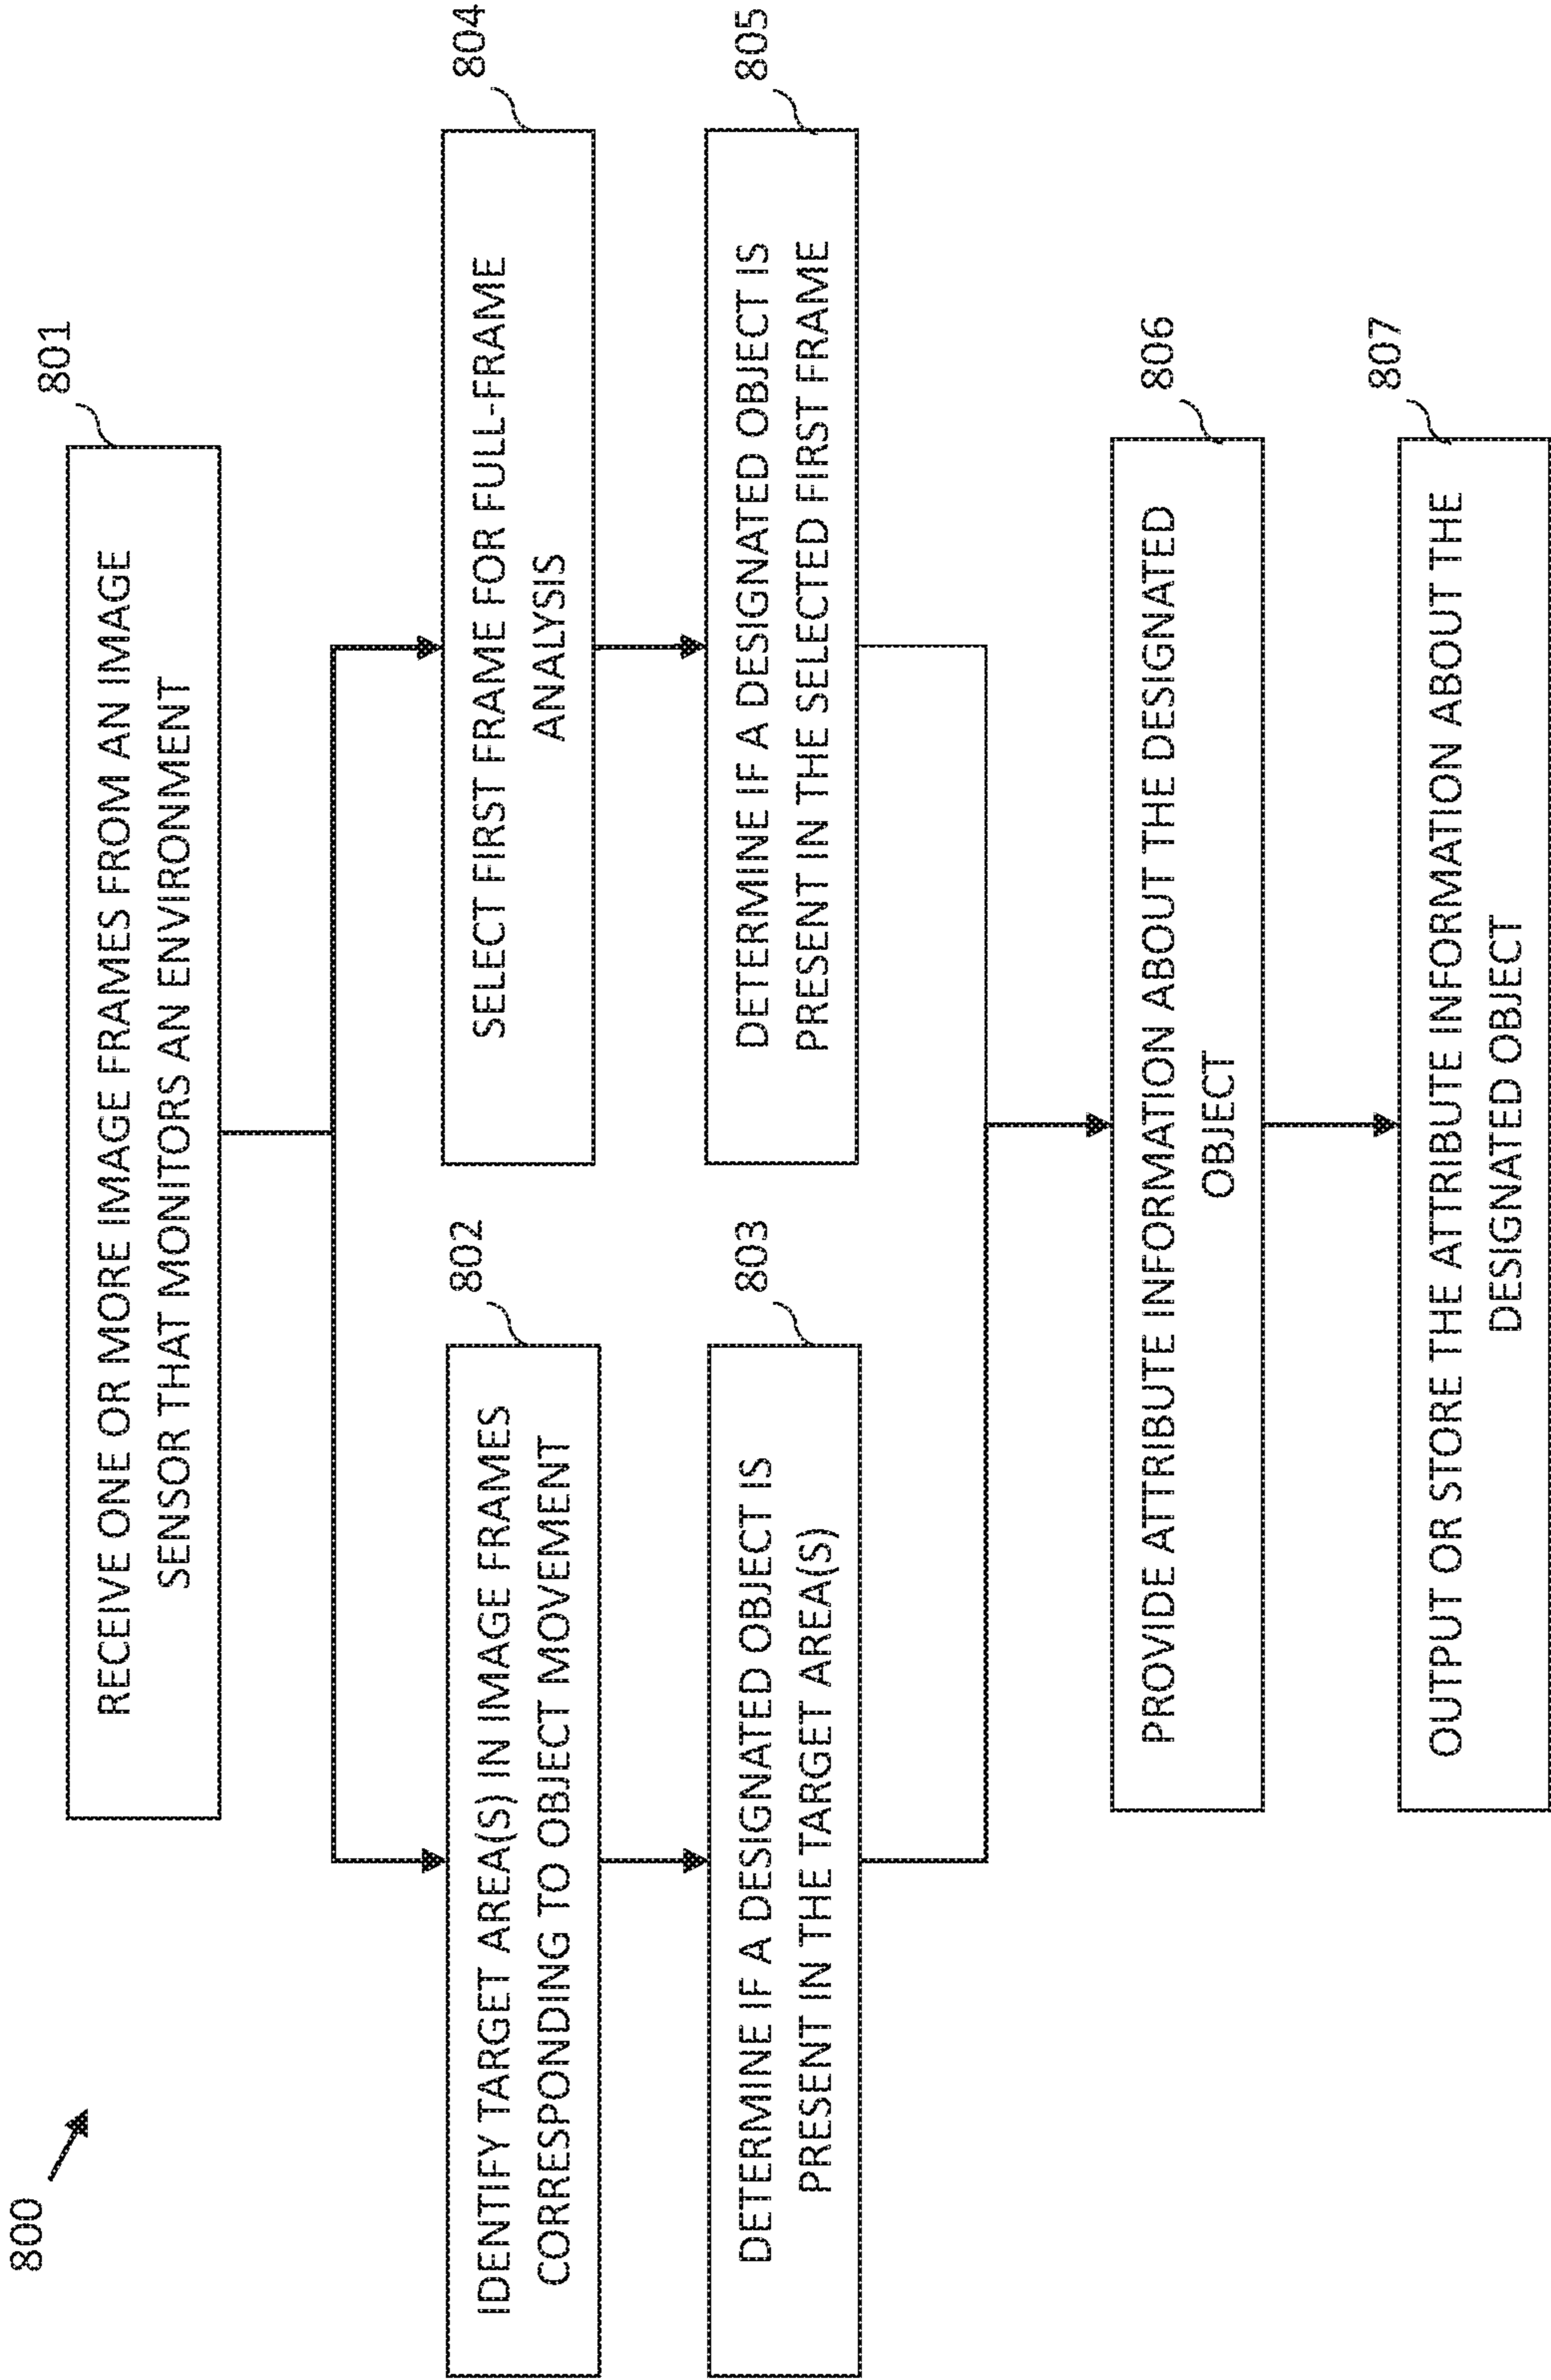 800
801
RECEIVE ONE OR MORE IMAGE FRAMES FROM AN IMAGE
SENSOR THAT MONITORS AN ENVIRONMENT
802
IDENTIFY TARGET AREA(S) IN IMAGE FRAMES
CORRESPONDING TO OBJECT MOVEMENT
804
SELECT FIRST FRAME FOR FULL-FRAME
ANALYSIS
803
DETERMINE IF A DESIGNATED OBJECT IS
PRESENT IN THE TARGET AREA(S)
805
DETERMINE IF A DESIGNATED OBJECT IS
PRESENT IN THE SELECTED FIRST FRAME
806
PROVIDE ATTRIBUTE INFORMATION ABOUT THE DESIGNATED
OBJECT
807
OUTPUT OR STORE THE ATTRIBUTE INFORMATION ABOUT THE
DESIGNATED OBJECT